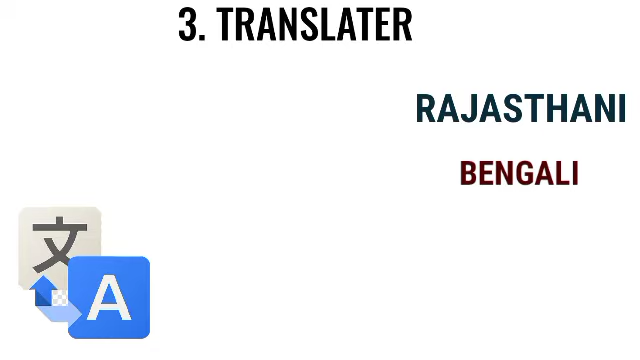 3. TRANSLATER
RAJASTHANI
BENGALI
文
A